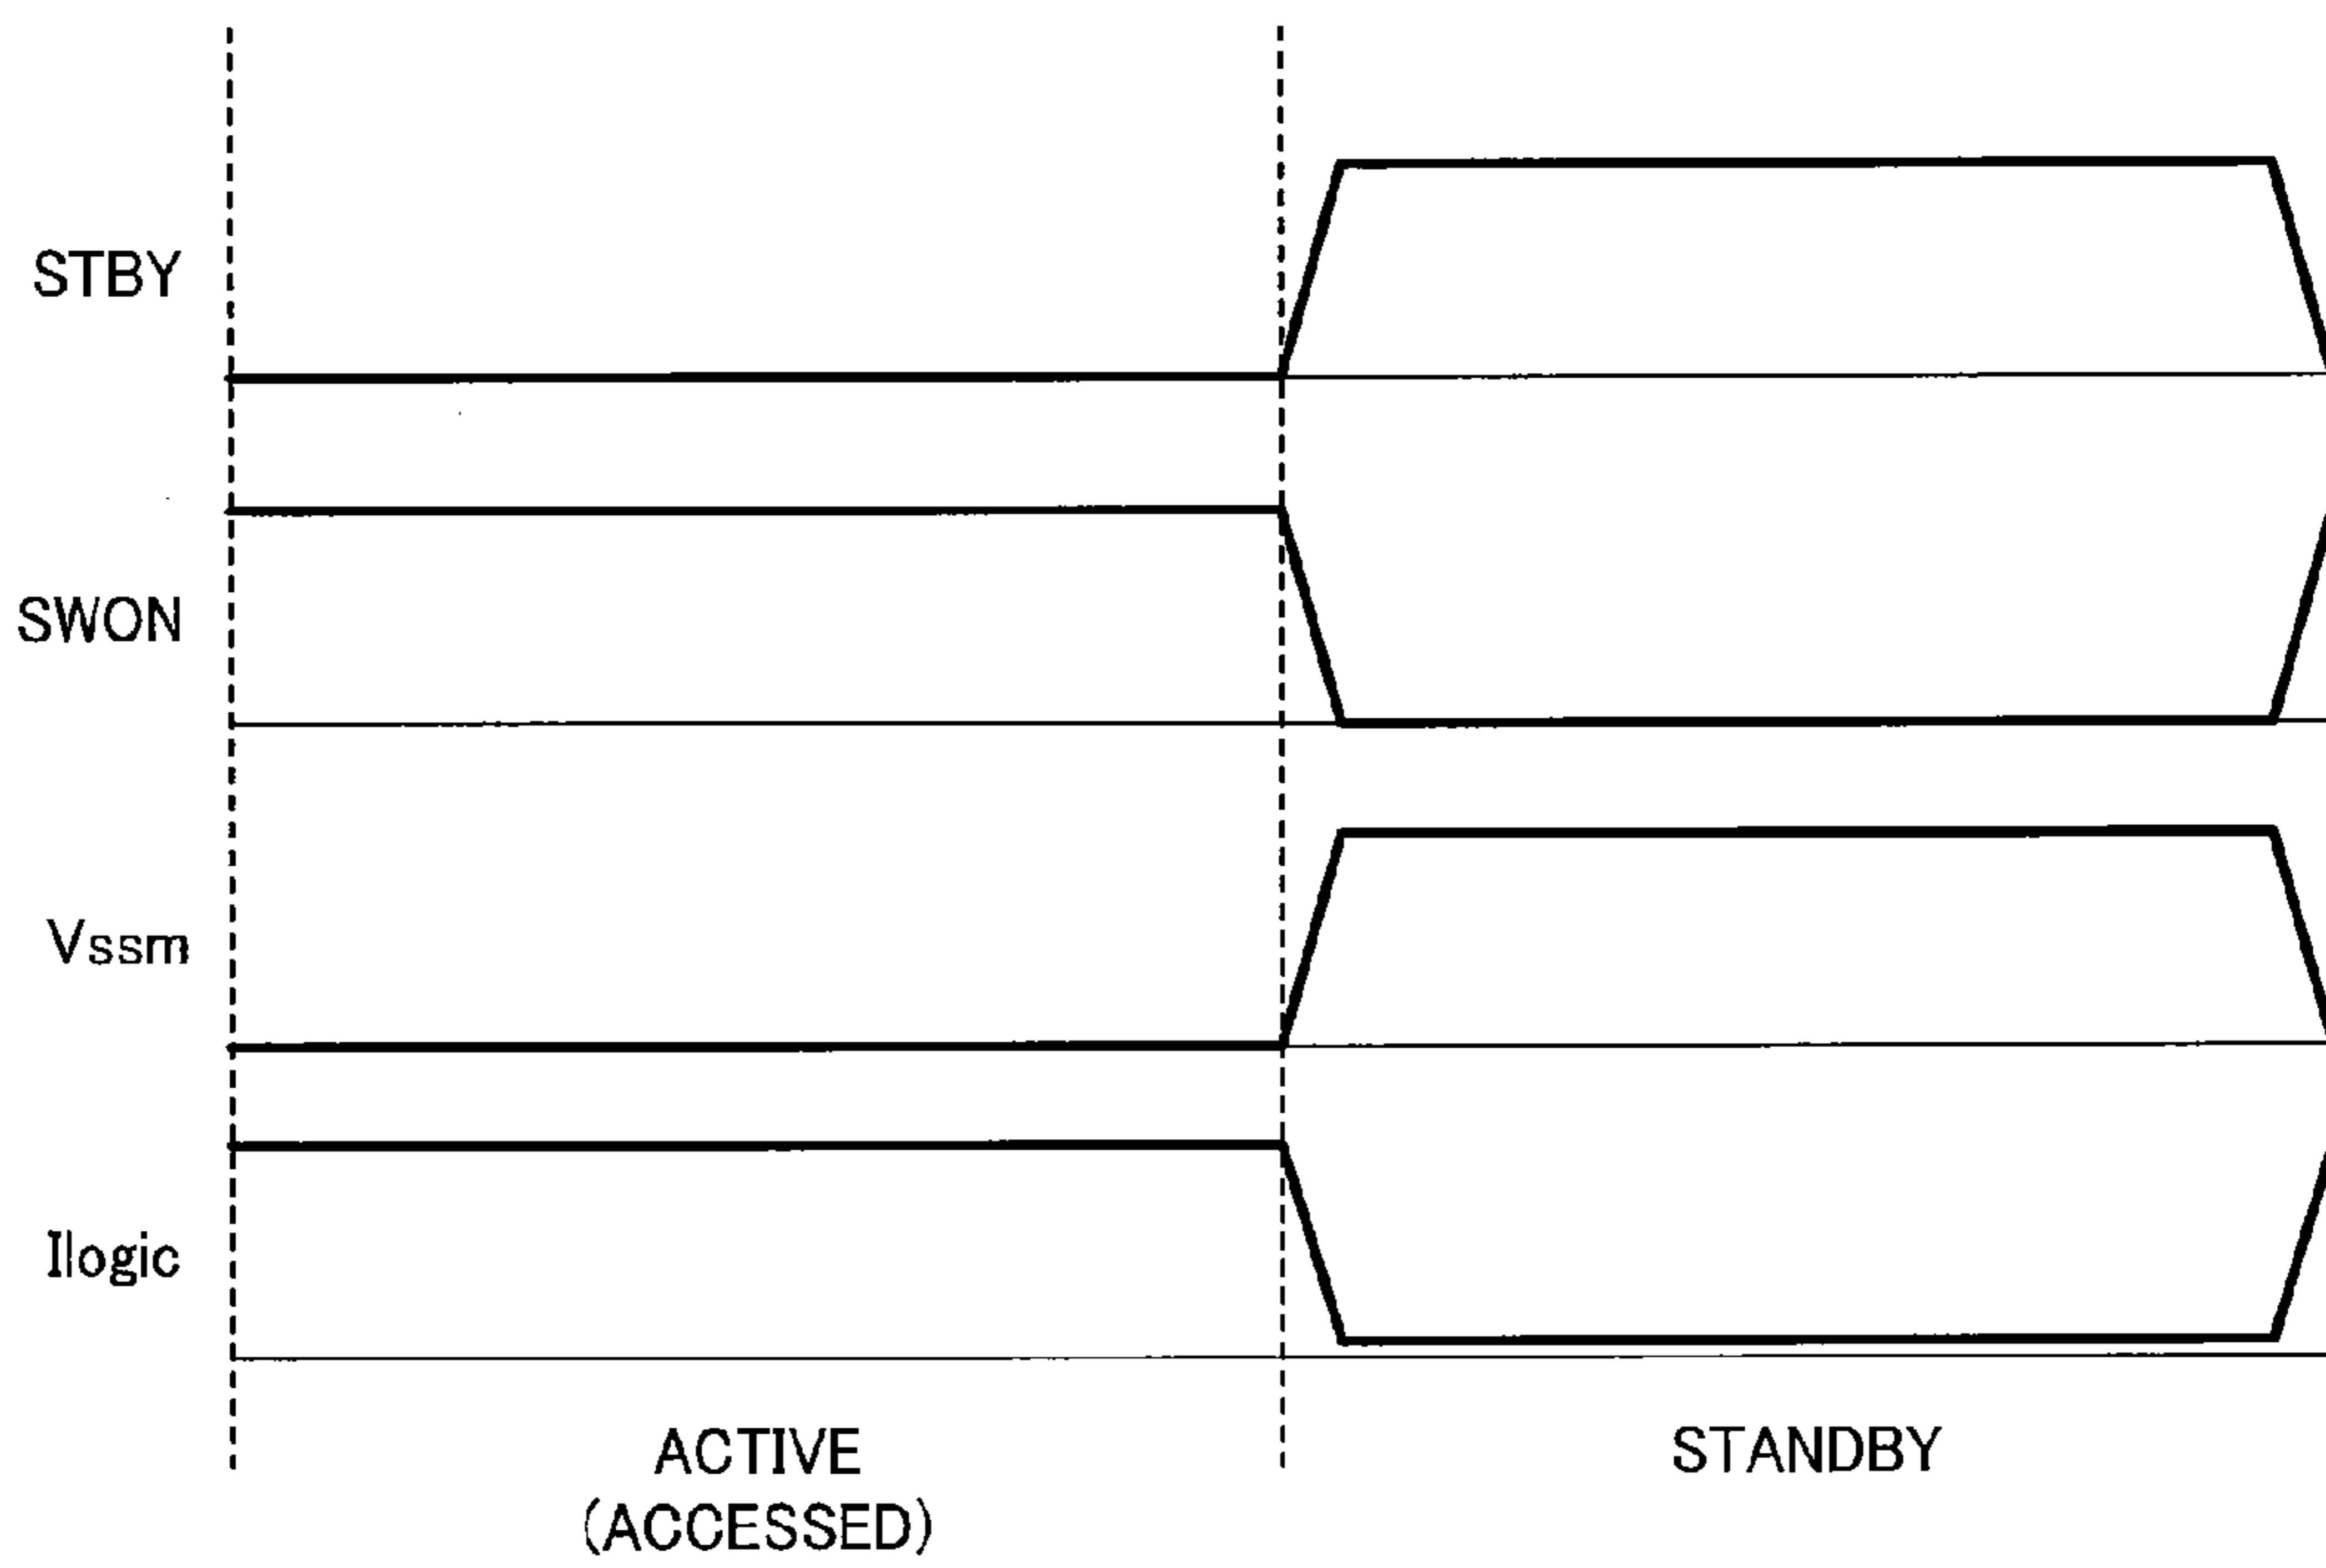 STBY
SWON
Vssm
Ilogic
ACTIVE
(ACCESSED)
STANDBY